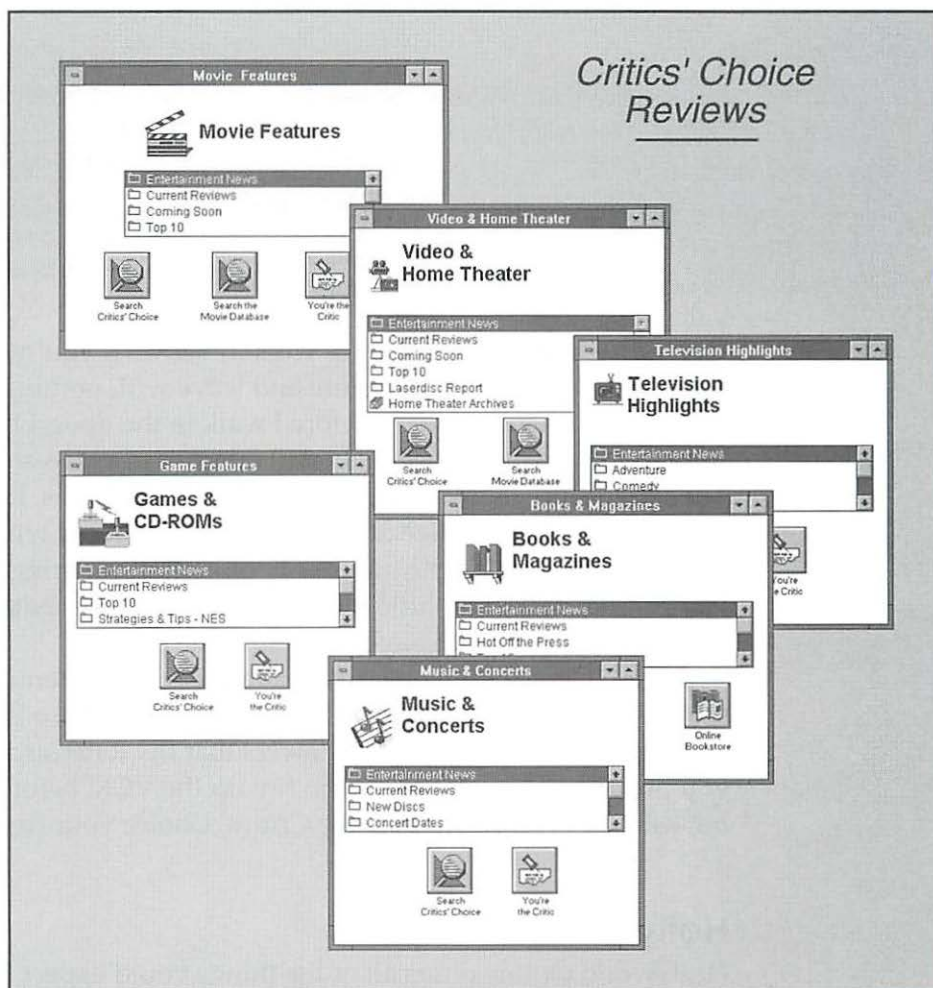 Critics' Choice
Reviews
Movie Features
Movie Features
Entertainment News
Current Reviews
Coming Soon
Top 10
Search
Critics' Choice
Search the
Movie Database
You're the
Critic
Video & Home Theater
Video &
Home Theater
Entertainment News
Current Reviews
Coming Soon
Top 10
Laserdisc Report
Home Theater Archives
Search
Critics' Choice
Search
Movie Database
Television Highlights
Television
Highlights
Entertainment News
Adventure
Comedy
You're
the Critic
Game Features
Games &
CD-ROMs
Entertainment News
Current Reviews
Top 10
Strategies & Tips - NES
Search
Critics' Choice
You're
the Critic
Books & Magazines
Books &
Magazines
Entertainment News
Current Reviews
Hot Off the Press
Online
Bookstore
Music & Concerts
Music &
Concerts
Entertainment News
Current Reviews
New Discs
Concert Dates
Search
Critics' Choice
You're
the Critic